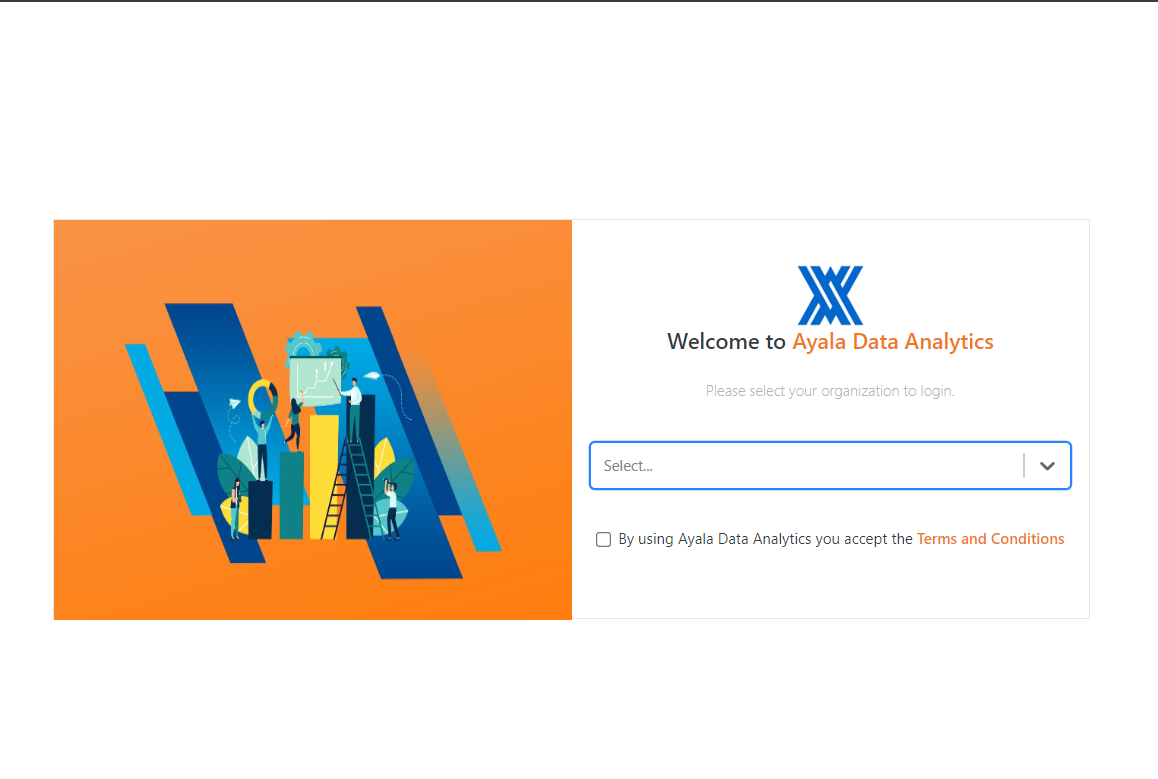 Welcome to Ayala Data Analytics
Please select your organization to login.
Select...
By using Ayala Data Analytics you accept the Terms and Conditions